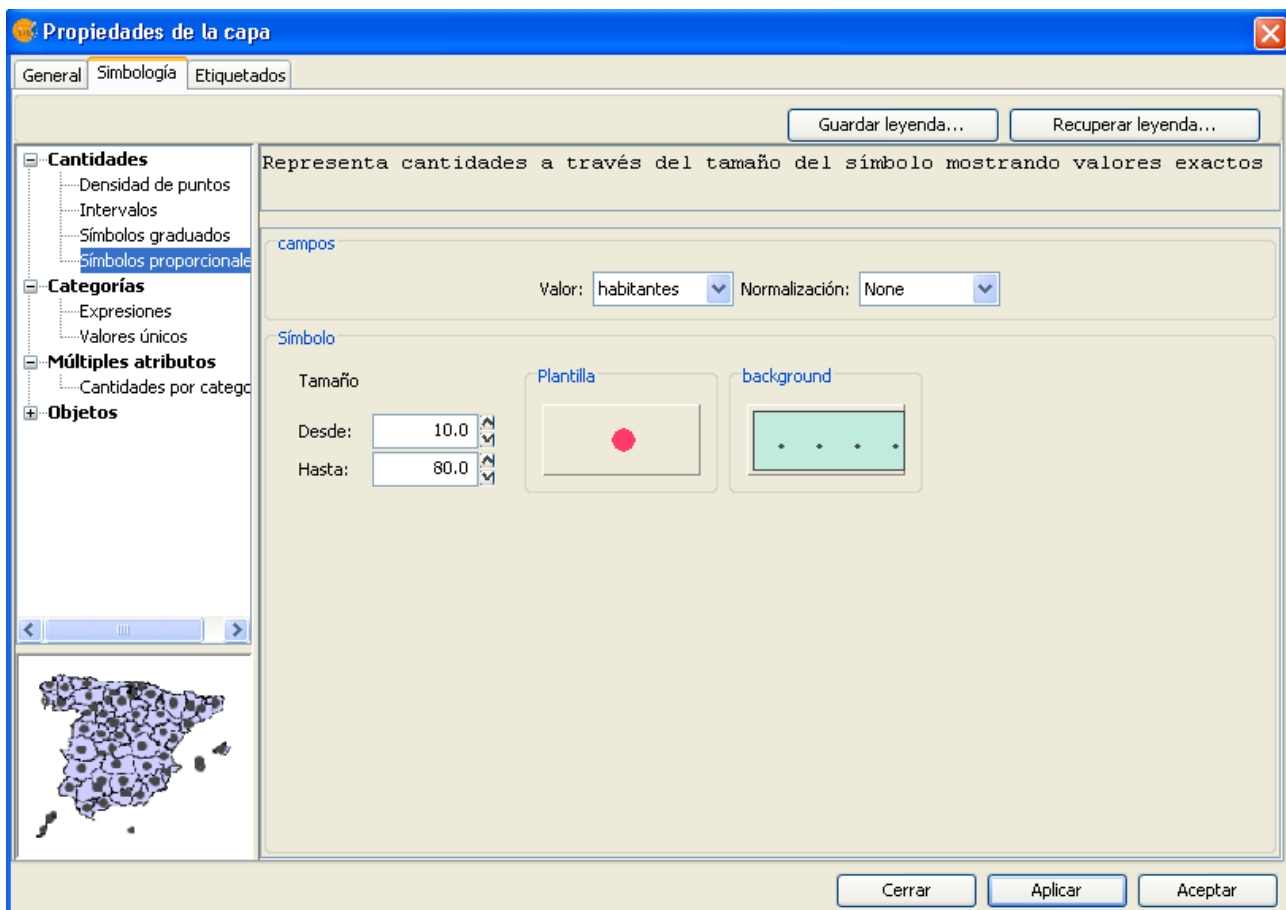 Propiedades de la capa
General Simbología Etiquetados
Guardar leyenda... Recuperar leyenda...
Cantidades
Densidad de puntos
Intervalos
Símbolos graduados
Símbolos proporcionale
Categorías
Expresiones
Valores únicos
Múltiples atributos
Cantidades por catego
Objetos
Representa cantidades a través del tamaño del símbolo mostrando valores exactos
campos
Valor: habitantes Normalización: None
Símbolo
Tamaño
Desde: 10.0
Hasta: 80.0
Plantilla
background
Cerrar Aplicar Aceptar